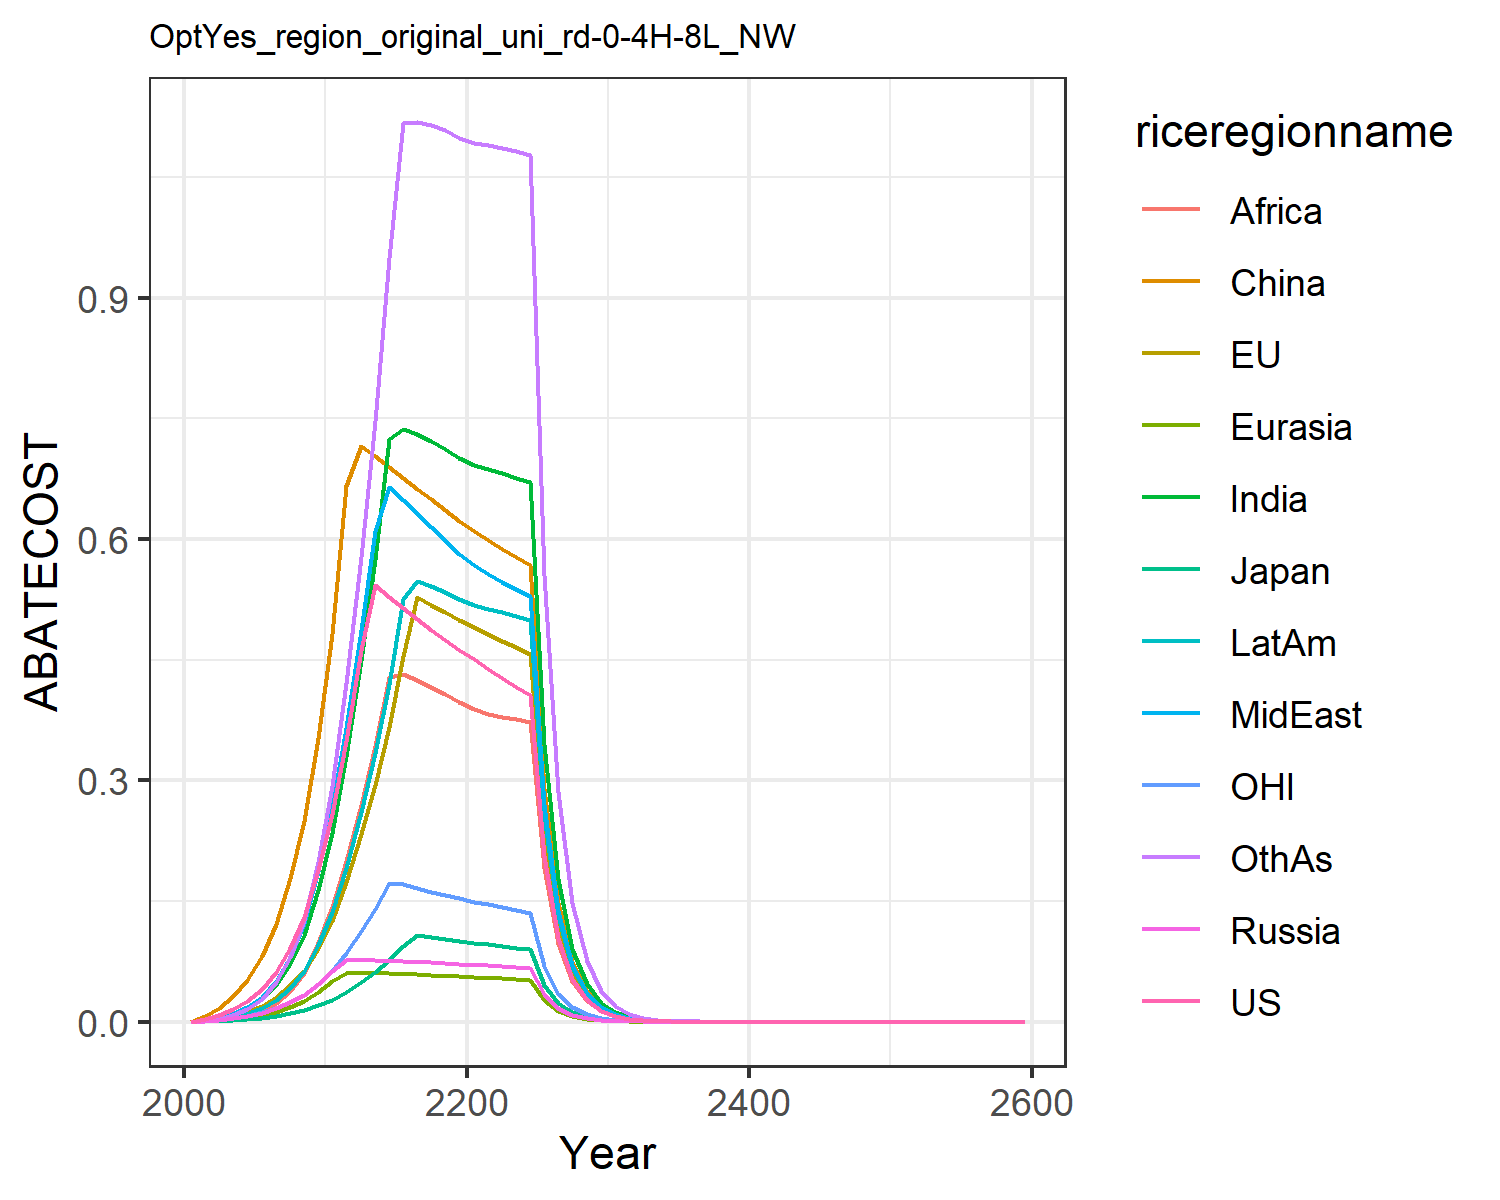 OptYes_region_original_uni_rd-0-4H-8L_NW
ABATECOST
0.9
0.6
0.3
0.0
2000 2200 2400 2600
Year
riceregionname
Africa
China
EU
Eurasia
India
Japan
LatAm
MidEast
OHI
OthAs
Russia
US